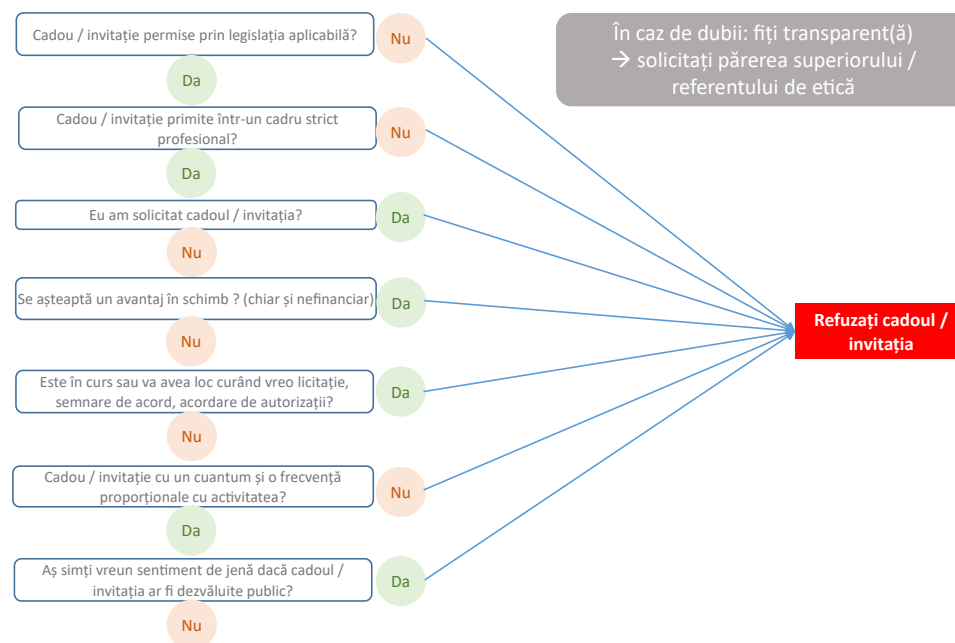 Cadou / invitație permise prin legislația aplicabilă?
Nu
În caz de dubii: fiți transparent(ă)
→ solicitați părerea superiorului /
referentului de etică
Da
Cadou / invitație primite într-un cadru strict
profesional?
Nu
Da
Eu am solicitat cadoul / invitația?
Da
Nu
Se așteaptă un avantaj în schimb ? (chiar și nefinanciar)
Da
Refuzați cadoul /
invitația
Nu
Este în curs sau va avea loc curând vreo licitație,
semnare de acord, acordare de autorizații?
Da
Nu
Cadou / invitație cu un cuantum și o frecvență
proporționale cu activitatea?
Nu
Da
Aș simți vreun sentiment de jenă dacă cadoul /
invitația ar fi dezvăluite public?
Da
Nu